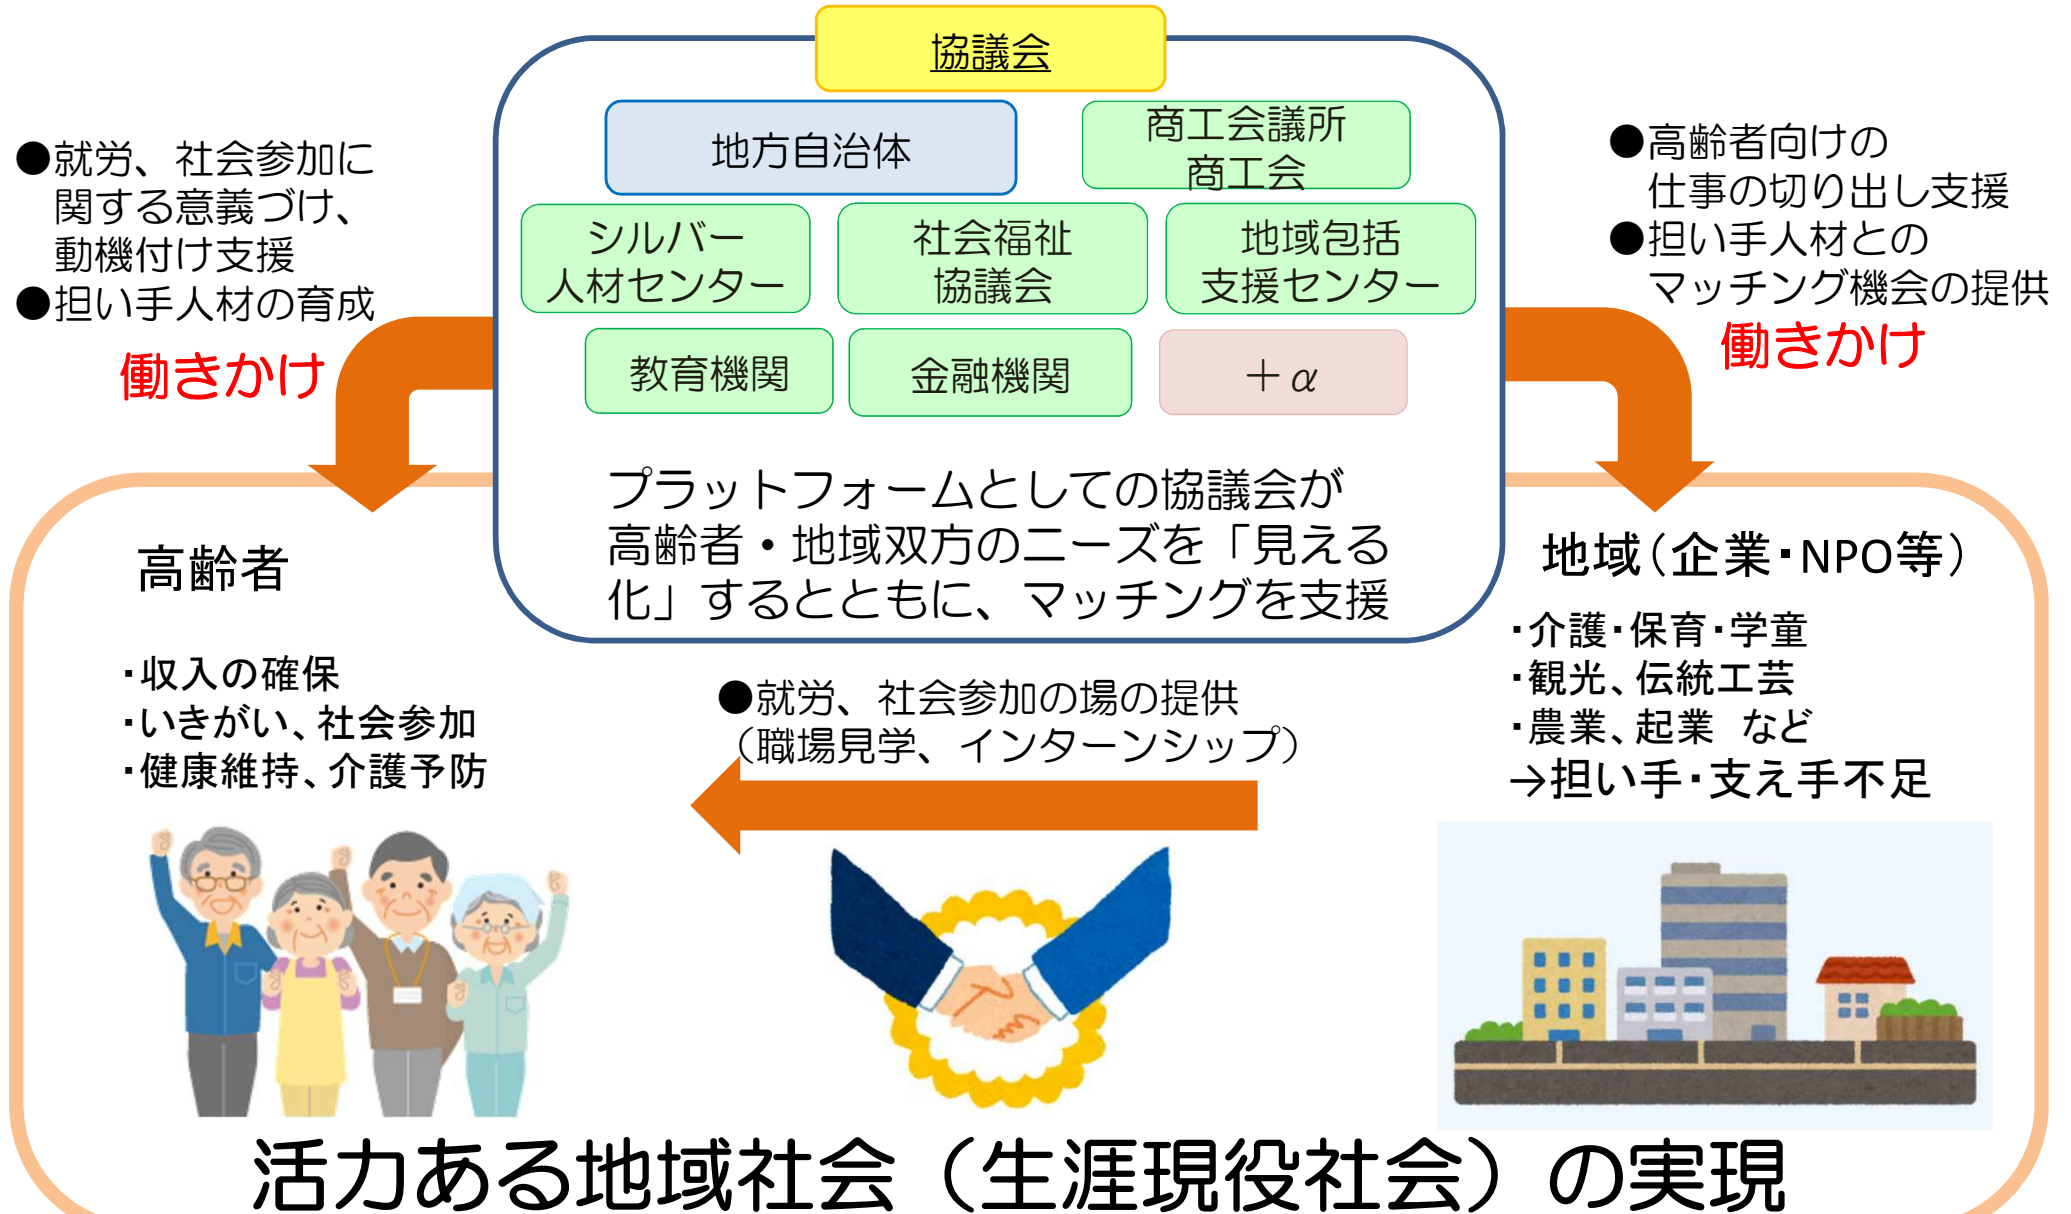 協議会
地方自治体
商工会議所
商工会
シルバー
人材センター
社会福祉
協議会
地域包括
支援センター
教育機関
金融機関
＋α
プラットフォームとしての協議会が
高齢者・地域双方のニーズを「見える
化」するとともに、マッチングを支援
●就労、社会参加に
関する意義づけ、
動機付け支援
●担い手人材の育成
働きかけ
●高齢者向けの
仕事の切り出し支援
●担い手人材との
マッチング機会の提供
働きかけ
高齢者
・収入の確保
・いきがい、社会参加
・健康維持、介護予防
●就労、社会参加の場の提供
（職場見学、インターンシップ）
地域（企業・NPO等）
・介護・保育・学童
・観光、伝統工芸
・農業、起業　など
→担い手・支え手不足
活力ある地域社会（生涯現役社会）の実現